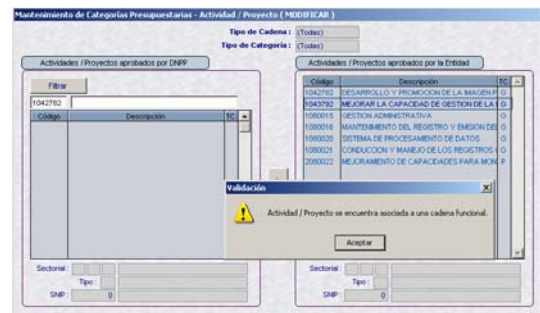 Mantenimiento de Categorías Presupuestarias - Actividad / Proyecto ( MODIFICAR )
Tipo de Cadena : (Todas)
Tipo de Categoría : (Todas)
Actividades / Proyectos aprobados por DNPP
Filtrar
1042782
Código Descripción TC
Sectorial :
Tipo :
SNIP : 0
Actividades / Proyectos aprobados por la Entidad
Código Descripción TC
1042782 DESARROLLO Y PROMOCION DE LA IMAGEN P G
1043792 MEJORAR LA CAPACIDAD DE GESTION DE LA I G
1080015 GESTION ADMINISTRATIVA G
1080016 MANTENIMIENTO DEL REGISTRO Y EMISION DE G
1080020 SISTEMA DE PROCESAMIENTO DE DATOS G
1080021 CONDUCCION Y MANEJO DE LOS REGISTROS G
2080022 MEJORAMIENTO DE CAPACIDADES PARA MON P
Sectorial :
Tipo :
SNIP : 0
Validación
Actividad / Proyecto se encuentra asociada a una cadena funcional.
Aceptar